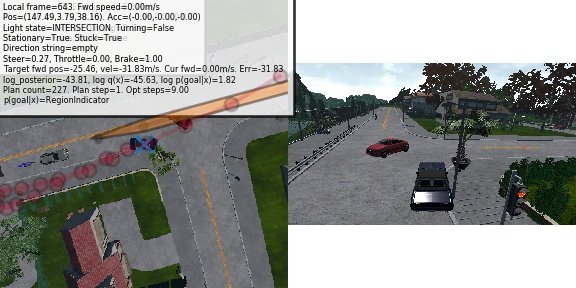 Local frame=643. Fwd speed=0.00m/s
Pos=(147.49,3.79,38.16). Acc=(-0.00,-0.00,-0.00)
Light state=INTERSECTION. Turning=False
Stationary=True. Stuck=True
Direction string=empty
Steer=0.27, Throttle=0.00, Brake=1.00
Target fwd pos=-25.46, vel=-31.83m/s. Cur fwd=0.00m/s. Err=-31.83
log_posterior=-43.81, log q(x)=-45.63, log p(goal|x)=1.82
Plan count=227. Plan step=1. Opt steps=9.00
p(goal|x)=RegionIndicator